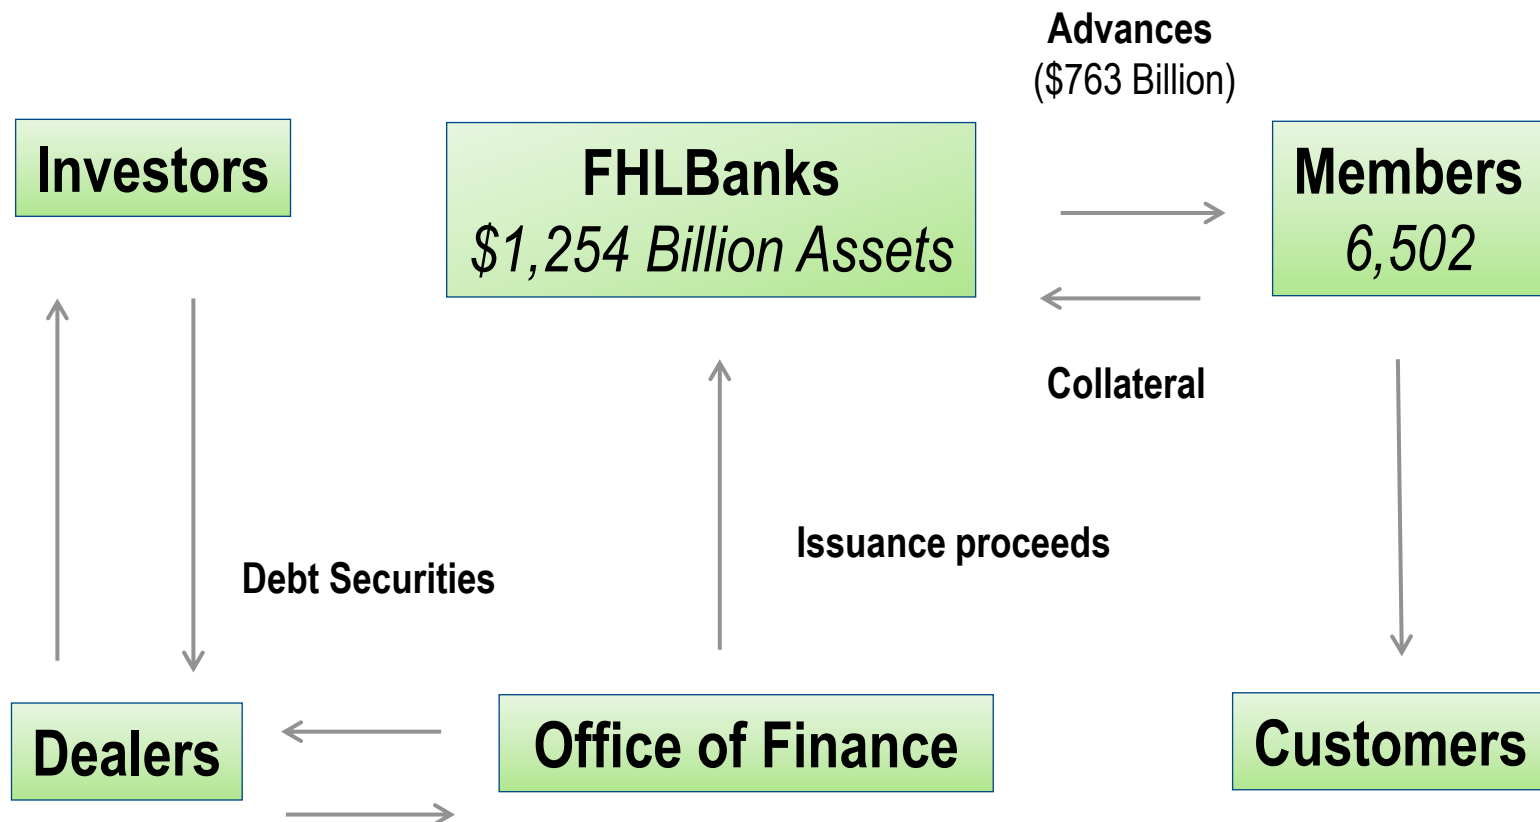 Advances
($763 Billion)
Investors
FHLBanks
$1,254 Billion Assets
Members
6,502
Collateral
Issuance proceeds
Debt Securities
Dealers
Office of Finance
Customers